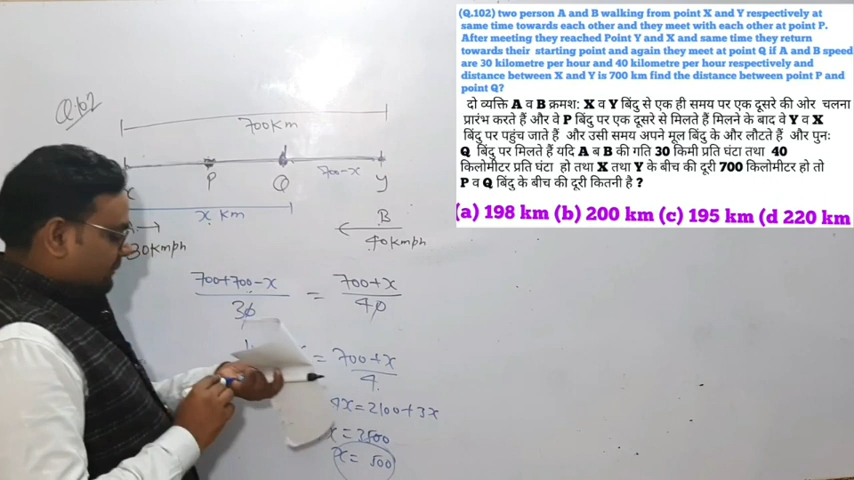 (Q.102) two person A and B walking from point X and Y respectively at
same time towards each other and they meet with each other at point P.
After meeting they reached Point Y and X and same time they return
towards their starting point and again they meet at point Q if A and B speed
are 30 kilometre per hour and 40 kilometre per hour respectively and
distance between X and Y is 700 km find the distance between point P and
point Q?
दो व्यक्ति A व B क्रमश: X व Y बिंदु से एक ही समय पर एक दूसरे की ओर चलना
प्रारंभ करते हैं और वे P बिंदु पर एक दूसरे से मिलते हैं मिलने के बाद वे Y व X
बिंदु पर पहुंच जाते हैं और उसी समय अपने मूल बिंदु के और लौटते हैं और पुनः
Q बिंदु पर मिलते हैं यदि A ब B की गति 30 किमी प्रति घंटा तथा 40
किलोमीटर प्रति घंटा हो तथा X तथा Y के बीच की दूरी 700 किलोमीटर हो तो
P व Q बिंदु के बीच की दूरी कितनी है ?
(a) 198 km (b) 200 km (c) 195 km (d 220 km
Q.102
700Km
700-x
P Q Y
x Km
B
30Kmph 40kmph
700+700-x = 700+x
30 40
= 700+x
4
4x=2100+3x
x = 500